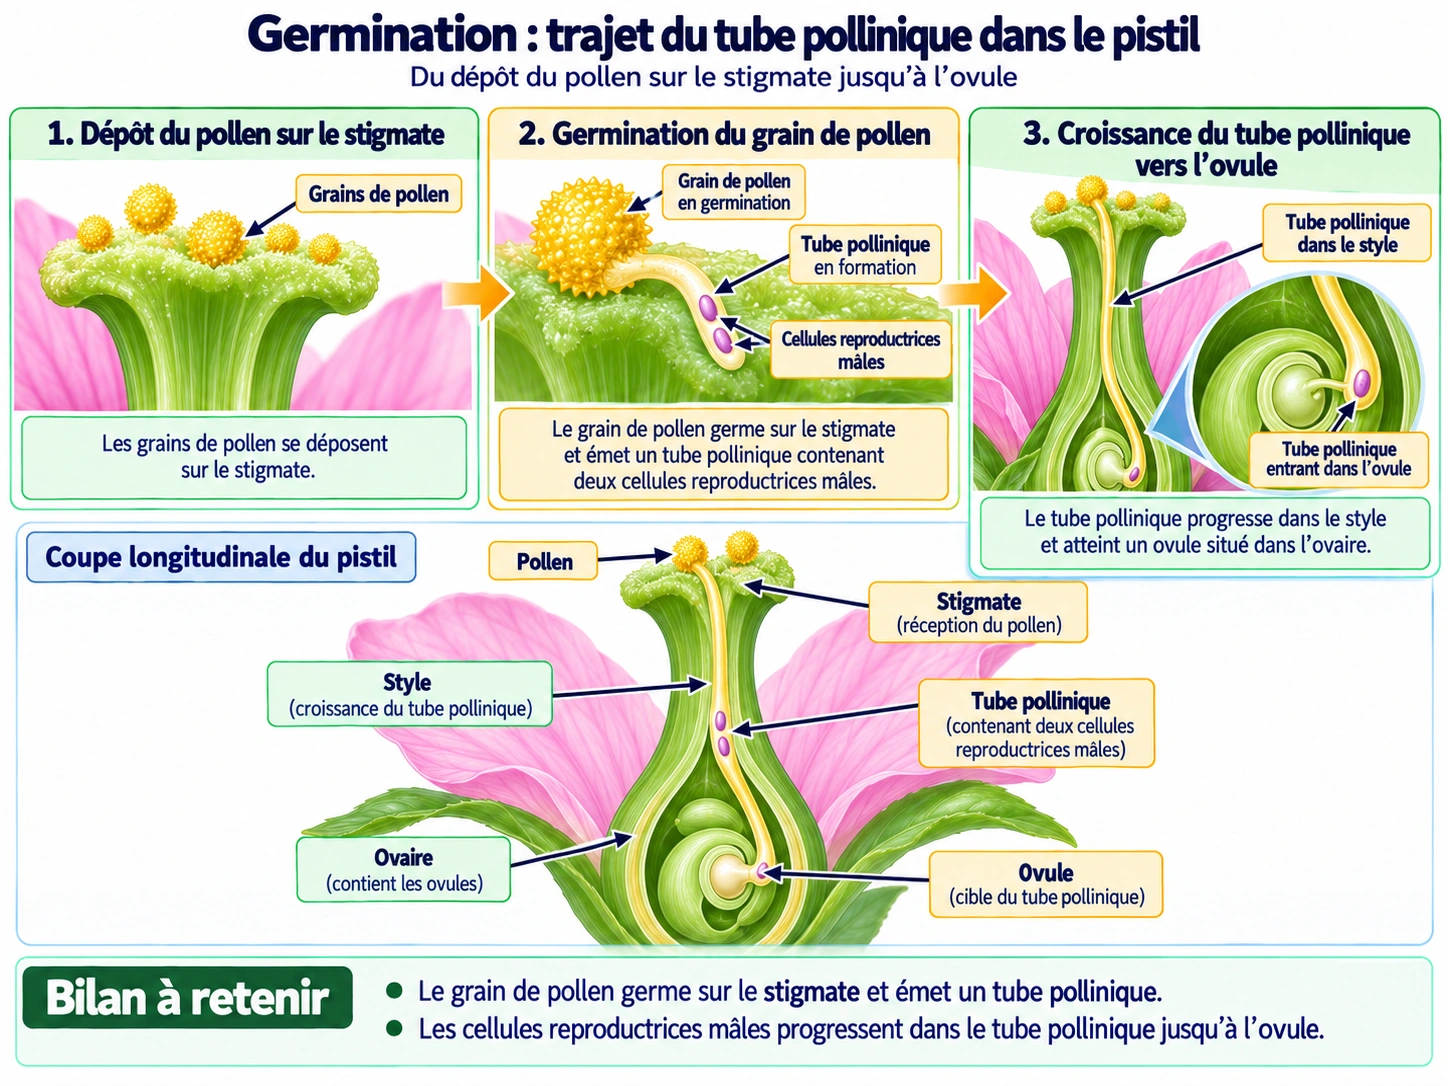 Germination : trajet du tube pollinique dans le pistil
Du dépôt du pollen sur le stigmate jusqu'à l'ovule
1. Dépôt du pollen sur le stigmate
Grains de pollen
Les grains de pollen se déposent
sur le stigmate.
2. Germination du grain de pollen
Grain de pollen
en germination
Tube pollinique
en formation
Cellules reproductrices
mâles
Le grain de pollen germe sur le stigmate
et émet un tube pollinique contenant
deux cellules reproductrices mâles.
3. Croissance du tube pollinique
vers l'ovule
Tube pollinique
dans le style
Tube pollinique
entrant dans l'ovule
Le tube pollinique progresse dans le style
et atteint un ovule situé dans l'ovaire.
Coupe longitudinale du pistil
Pollen
Stigmate
(réception du pollen)
Style
(croissance du tube pollinique)
Tube pollinique
(contenant deux cellules
reproductrices mâles)
Ovaire
(contient les ovules)
Ovule
(cible du tube pollinique)
Bilan à retenir
● Le grain de pollen germe sur le stigmate et émet un tube pollinique.
● Les cellules reproductrices mâles progressent dans le tube pollinique jusqu'à l'ovule.